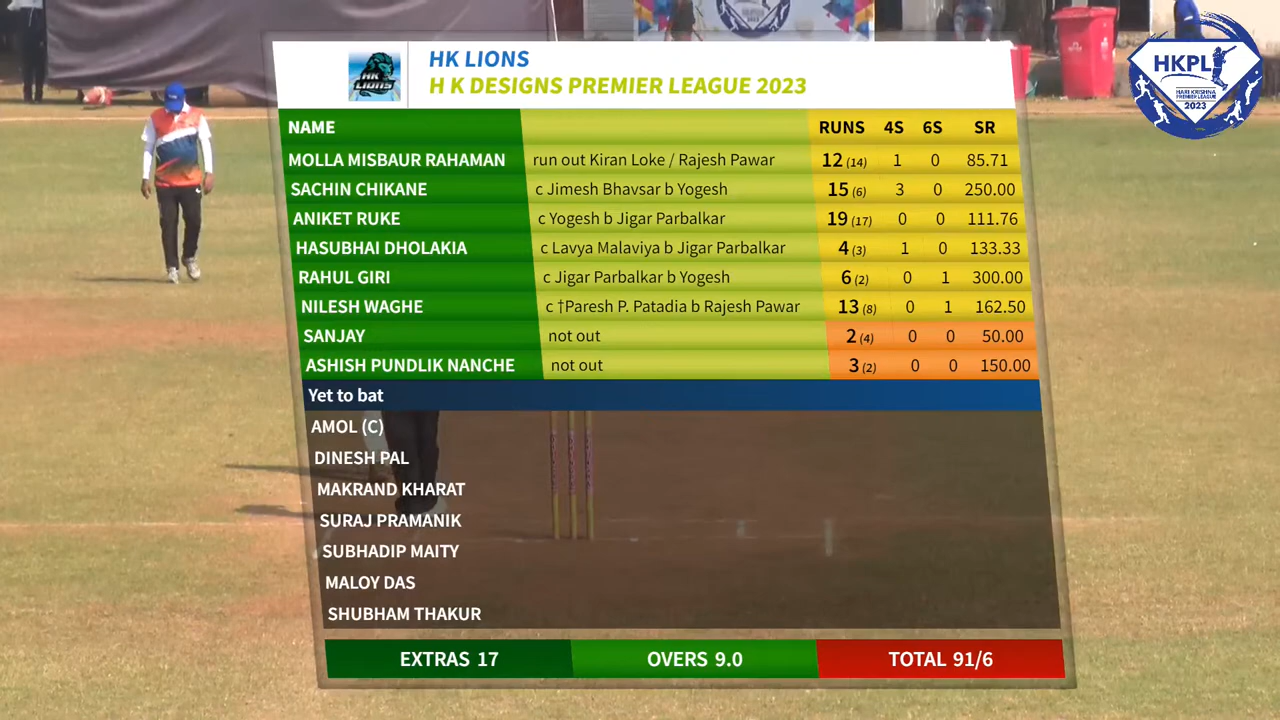 HK LIONS
H K DESIGNS PREMIER LEAGUE 2023
HK
LIONS
HKPL
HARI KRISHNA
PREMIER LEAGUE
2023
NAME RUNS 4S 6S SR
MOLLA MISBAUR RAHAMAN run out Kiran Loke / Rajesh Pawar 12 (14) 1 0 85.71
SACHIN CHIKANE c Jimesh Bhavsar b Yogesh 15 (6) 3 0 250.00
ANIKET RUKE c Yogesh b Jigar Parbalkar 19 (17) 0 0 111.76
HASUBHAI DHOLAKIA c Lavya Malaviya b Jigar Parbalkar 4 (3) 1 0 133.33
RAHUL GIRI c Jigar Parbalkar b Yogesh 6 (2) 0 1 300.00
NILESH WAGHE c †Paresh P. Patadia b Rajesh Pawar 13 (8) 0 1 162.50
SANJAY not out 2 (4) 0 0 50.00
ASHISH PUNDLIK NANCHE not out 3 (2) 0 0 150.00
Yet to bat
AMOL (C)
DINESH PAL
MAKRAND KHARAT
SURAJ PRAMANIK
SUBHADIP MAITY
MALOY DAS
SHUBHAM THAKUR
EXTRAS 17 OVERS 9.0 TOTAL 91/6